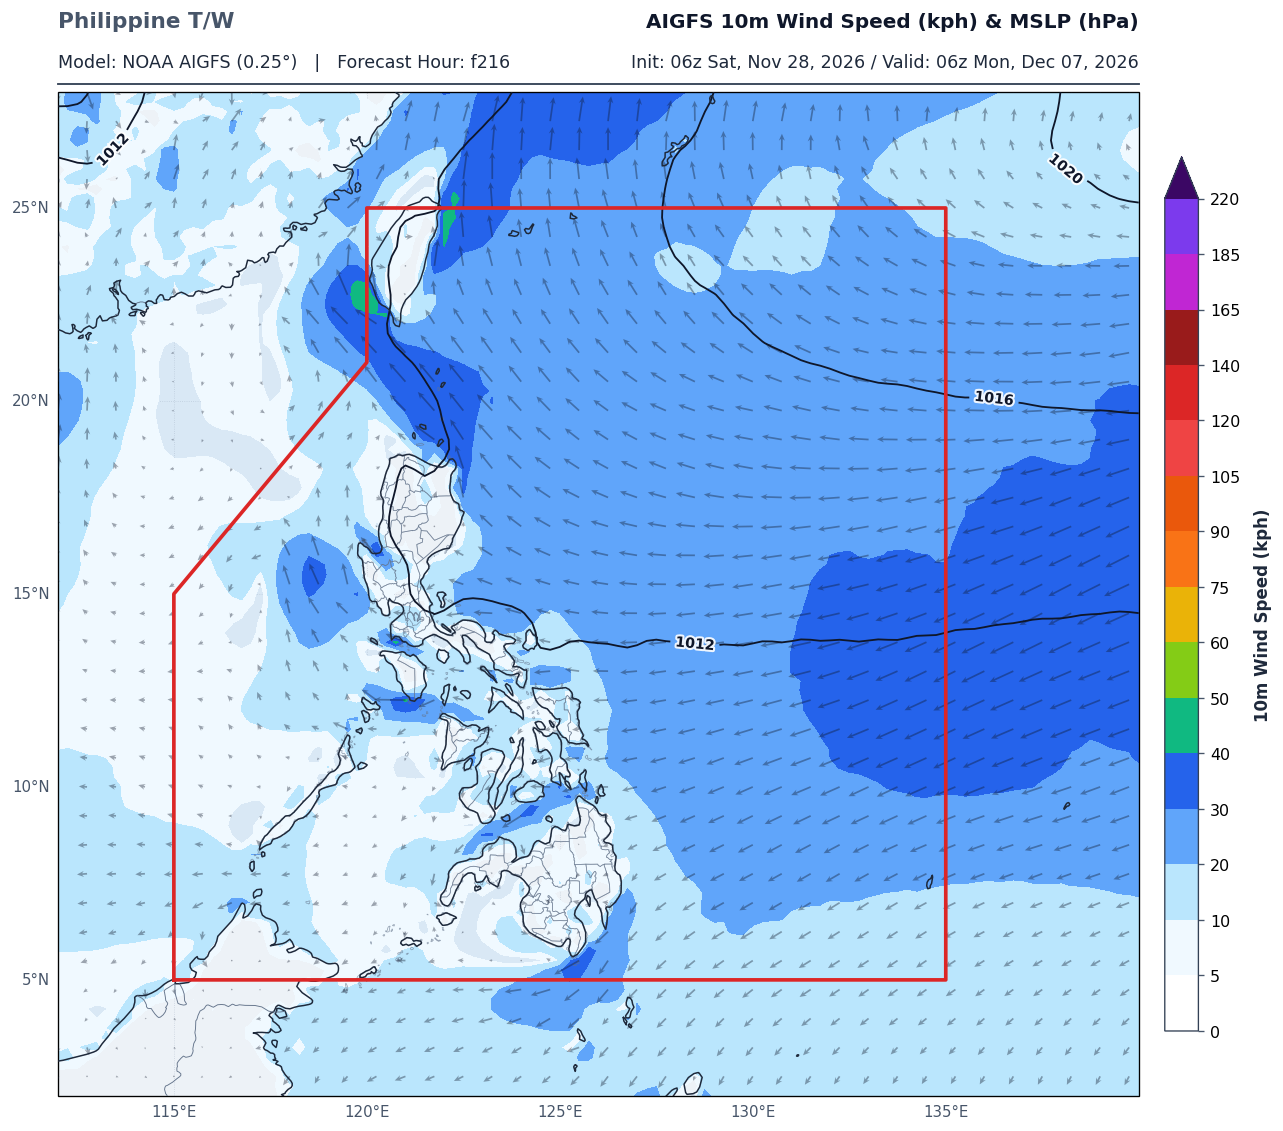 Philippine T/W
AIGFS 10m Wind Speed (kph) & MSLP (hPa)
Model: NOAA AIGFS (0.25°) | Forecast Hour: f216
Init: 06z Sat, Nov 28, 2026 / Valid: 06z Mon, Dec 07, 2026
1012
1020
1016
1012
25°N
20°N
15°N
10°N
5°N
115°E
120°E
125°E
130°E
135°E
220
185
165
140
120
105
90
75
60
50
40
30
20
10
5
0
10m Wind Speed (kph)